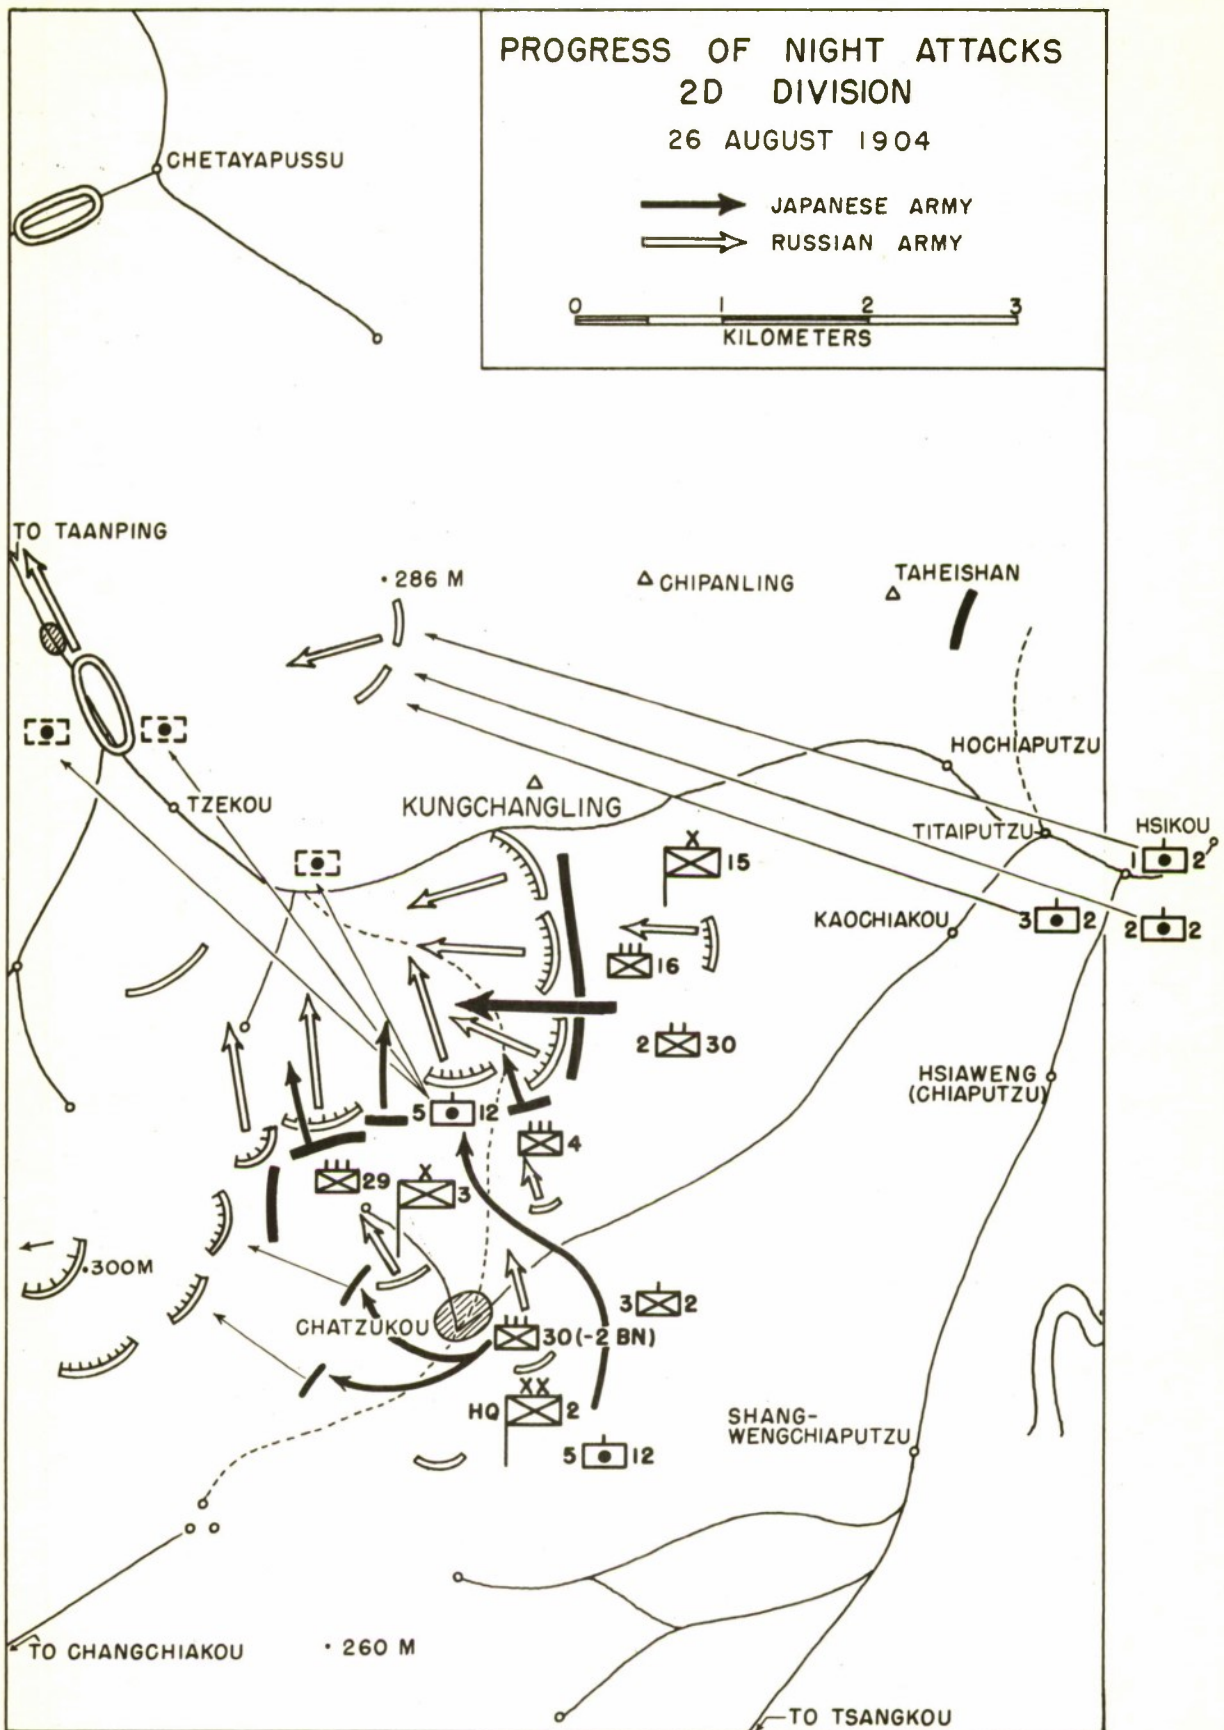 PROGRESS OF NIGHT ATTACKS
2D DIVISION
26 AUGUST 1904
JAPANESE ARMY
RUSSIAN ARMY
0 1 2 3
KILOMETERS
CHETAYAPUSSU
TO TAANPING
286 M
CHIPANLING
TAHEISHAN
HOCHIAPUTZU
TZEKOU
KUNGCHANGLING
TITAIPUTZU
HSIKOU
X
15
1 2
KAOCHIAKOU
3 2
2 2
16
2 30
HSIAWENG
(CHIAPUTZU)
5 12
4
29
X
3
300M
3 2
CHATZUKOU
30 (-2 BN)
XX
HQ 2
SHANG-
WENGCHIAPUTZU
5 12
TO CHANGCHIAKOU
260 M
TO TSANGKOU